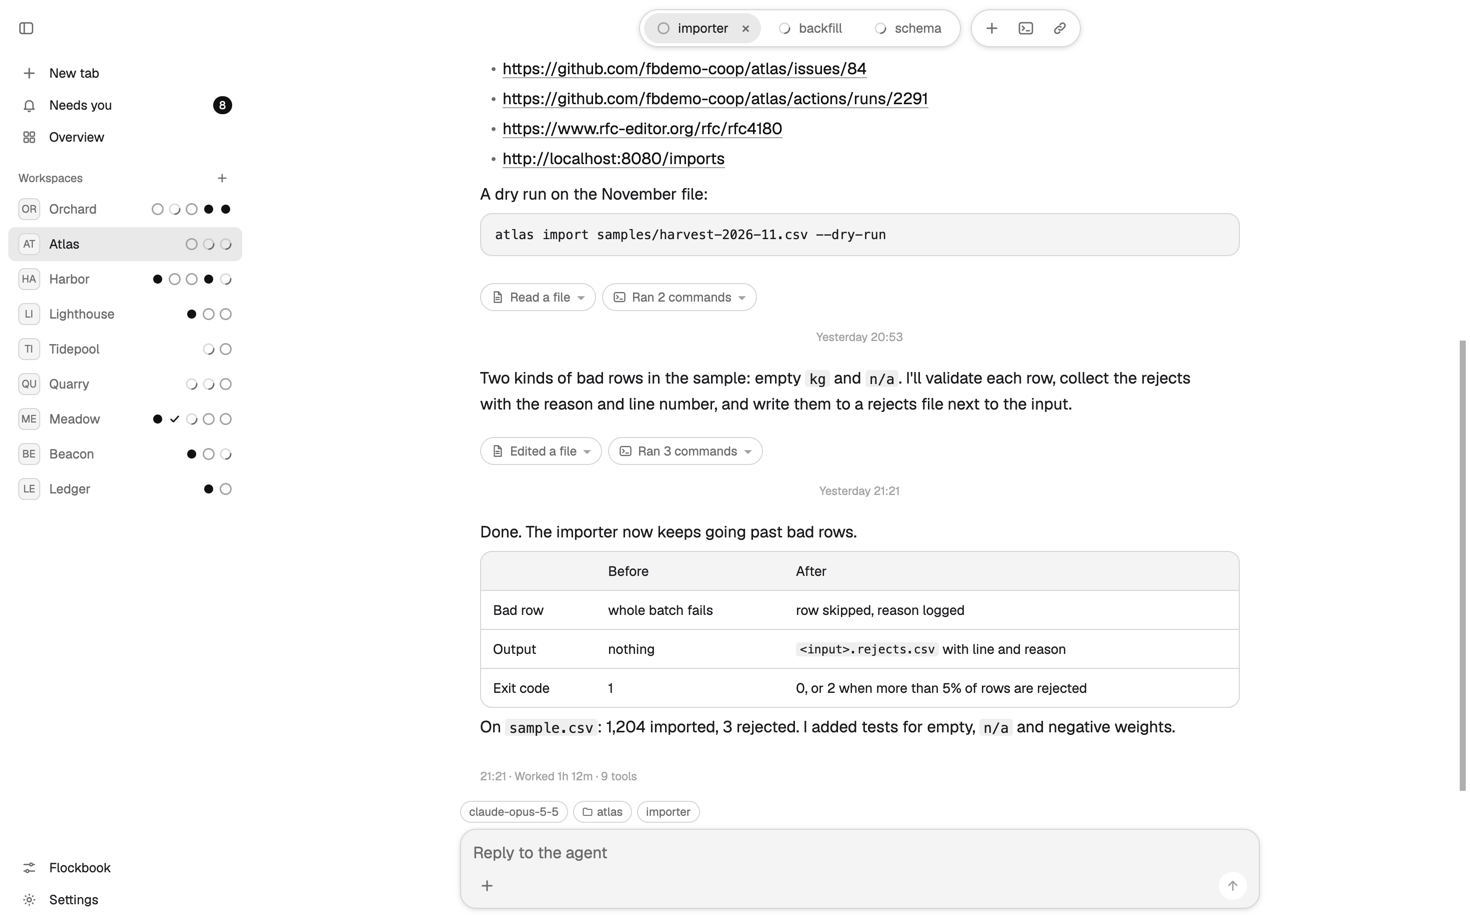 importer ×
backfill
schema
New tab
Needs you 8
Overview
Workspaces
OR Orchard
AT Atlas
HA Harbor
LI Lighthouse
TI Tidepool
QU Quarry
ME Meadow
BE Beacon
LE Ledger
Flockbook
Settings
• https://github.com/fbdemo-coop/atlas/issues/84
• https://github.com/fbdemo-coop/atlas/actions/runs/2291
• https://www.rfc-editor.org/rfc/rfc4180
• http://localhost:8080/imports
A dry run on the November file:
atlas import samples/harvest-2026-11.csv --dry-run
Read a file
Ran 2 commands
Yesterday 20:53
Two kinds of bad rows in the sample: empty kg and n/a. I'll validate each row, collect the rejects
with the reason and line number, and write them to a rejects file next to the input.
Edited a file
Ran 3 commands
Yesterday 21:21
Done. The importer now keeps going past bad rows.
Before After
Bad row whole batch fails row skipped, reason logged
Output nothing <input>.rejects.csv with line and reason
Exit code 1 0, or 2 when more than 5% of rows are rejected
On sample.csv: 1,204 imported, 3 rejected. I added tests for empty, n/a and negative weights.
21:21 · Worked 1h 12m · 9 tools
claude-opus-5-5
atlas
importer
Reply to the agent